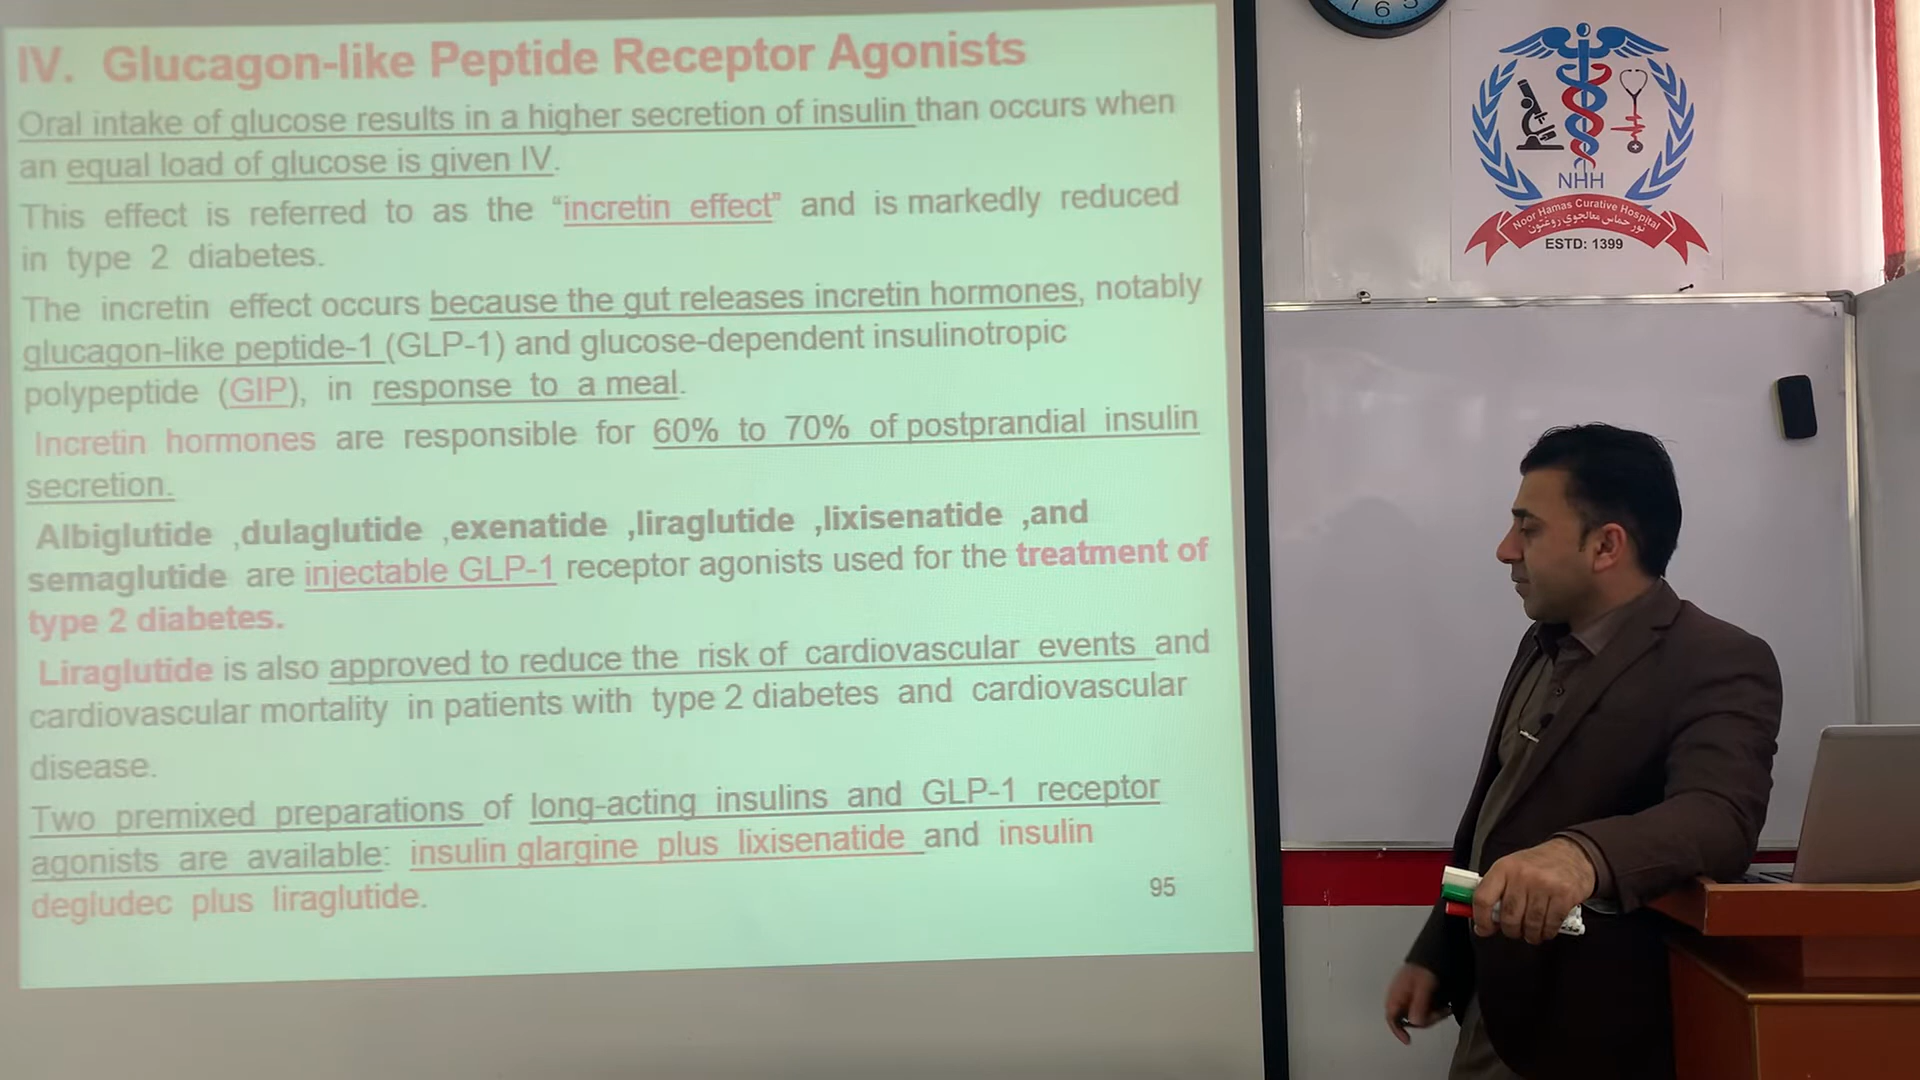 IV. Glucagon-like Peptide Receptor Agonists
Oral intake of glucose results in a higher secretion of insulin than occurs when
an equal load of glucose is given IV.
This effect is referred to as the “incretin effect” and is markedly reduced
in type 2 diabetes.
The incretin effect occurs because the gut releases incretin hormones, notably
glucagon-like peptide-1 (GLP-1) and glucose-dependent insulinotropic
polypeptide (GIP), in response to a meal.
Incretin hormones are responsible for 60% to 70% of postprandial insulin
secretion.
Albiglutide ,dulaglutide ,exenatide ,liraglutide ,lixisenatide ,and
semaglutide are injectable GLP-1 receptor agonists used for the treatment of
type 2 diabetes.
Liraglutide is also approved to reduce the risk of cardiovascular events and
cardiovascular mortality in patients with type 2 diabetes and cardiovascular
disease.
Two premixed preparations of long-acting insulins and GLP-1 receptor
agonists are available: insulin glargine plus lixisenatide and insulin
degludec plus liraglutide.
95
7 6 5
NHH
Noor Hamas Curative Hospital
نور حماس معالجوي روغتون
ESTD: 1399